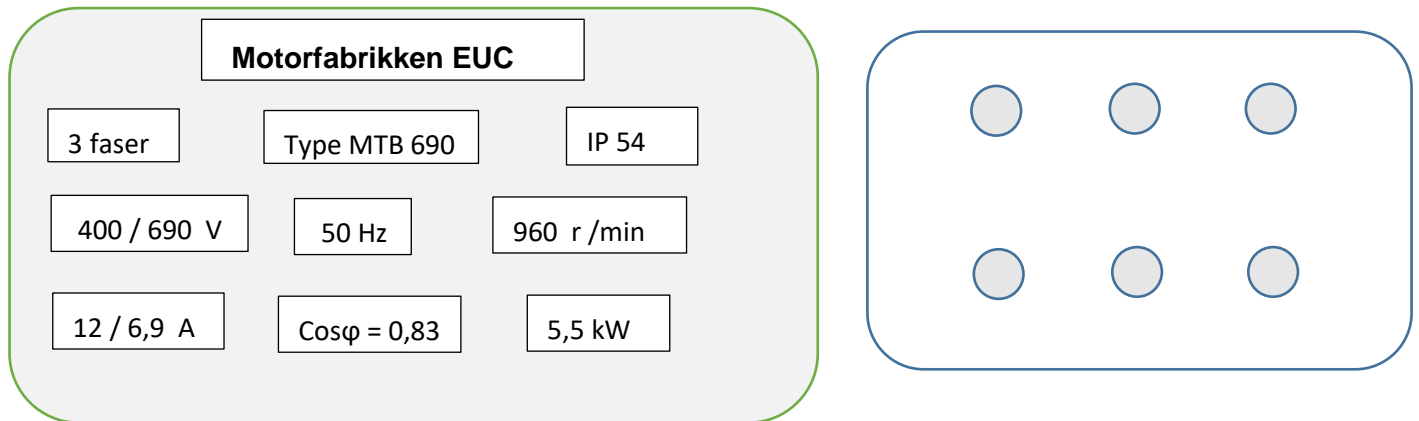 Motorfabrikken EUC
3 faser
Type MTB 690
IP 54
400 / 690 V
50 Hz
960 r /min
12 / 6,9 A
Cosφ = 0,83
5,5 kW